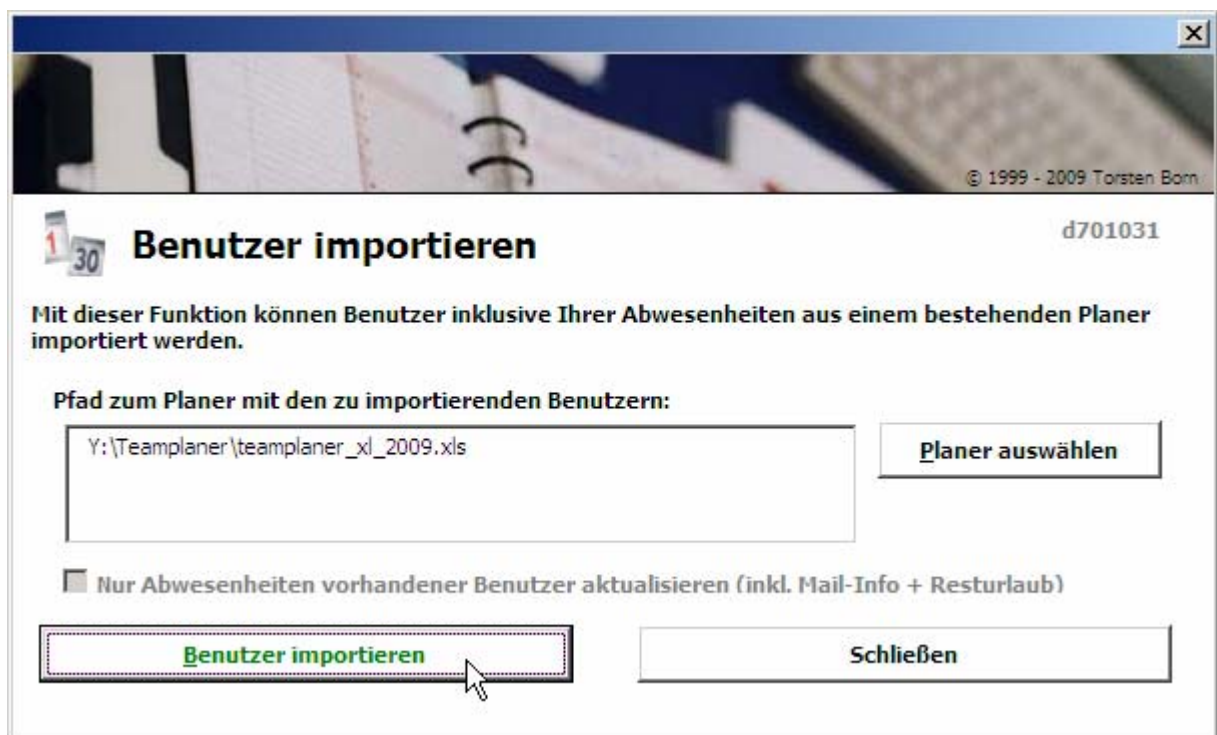 © 1999 - 2009 Torsten Born
1
30
Benutzer importieren
d701031
Mit dieser Funktion können Benutzer inklusive Ihrer Abwesenheiten aus einem bestehenden Planer
importiert werden.
Pfad zum Planer mit den zu importierenden Benutzern:
Y:\Teamplaner\teamplaner_xl_2009.xls
Planer auswählen
Nur Abwesenheiten vorhandener Benutzer aktualisieren (inkl. Mail-Info + Resturlaub)
Benutzer importieren
Schließen